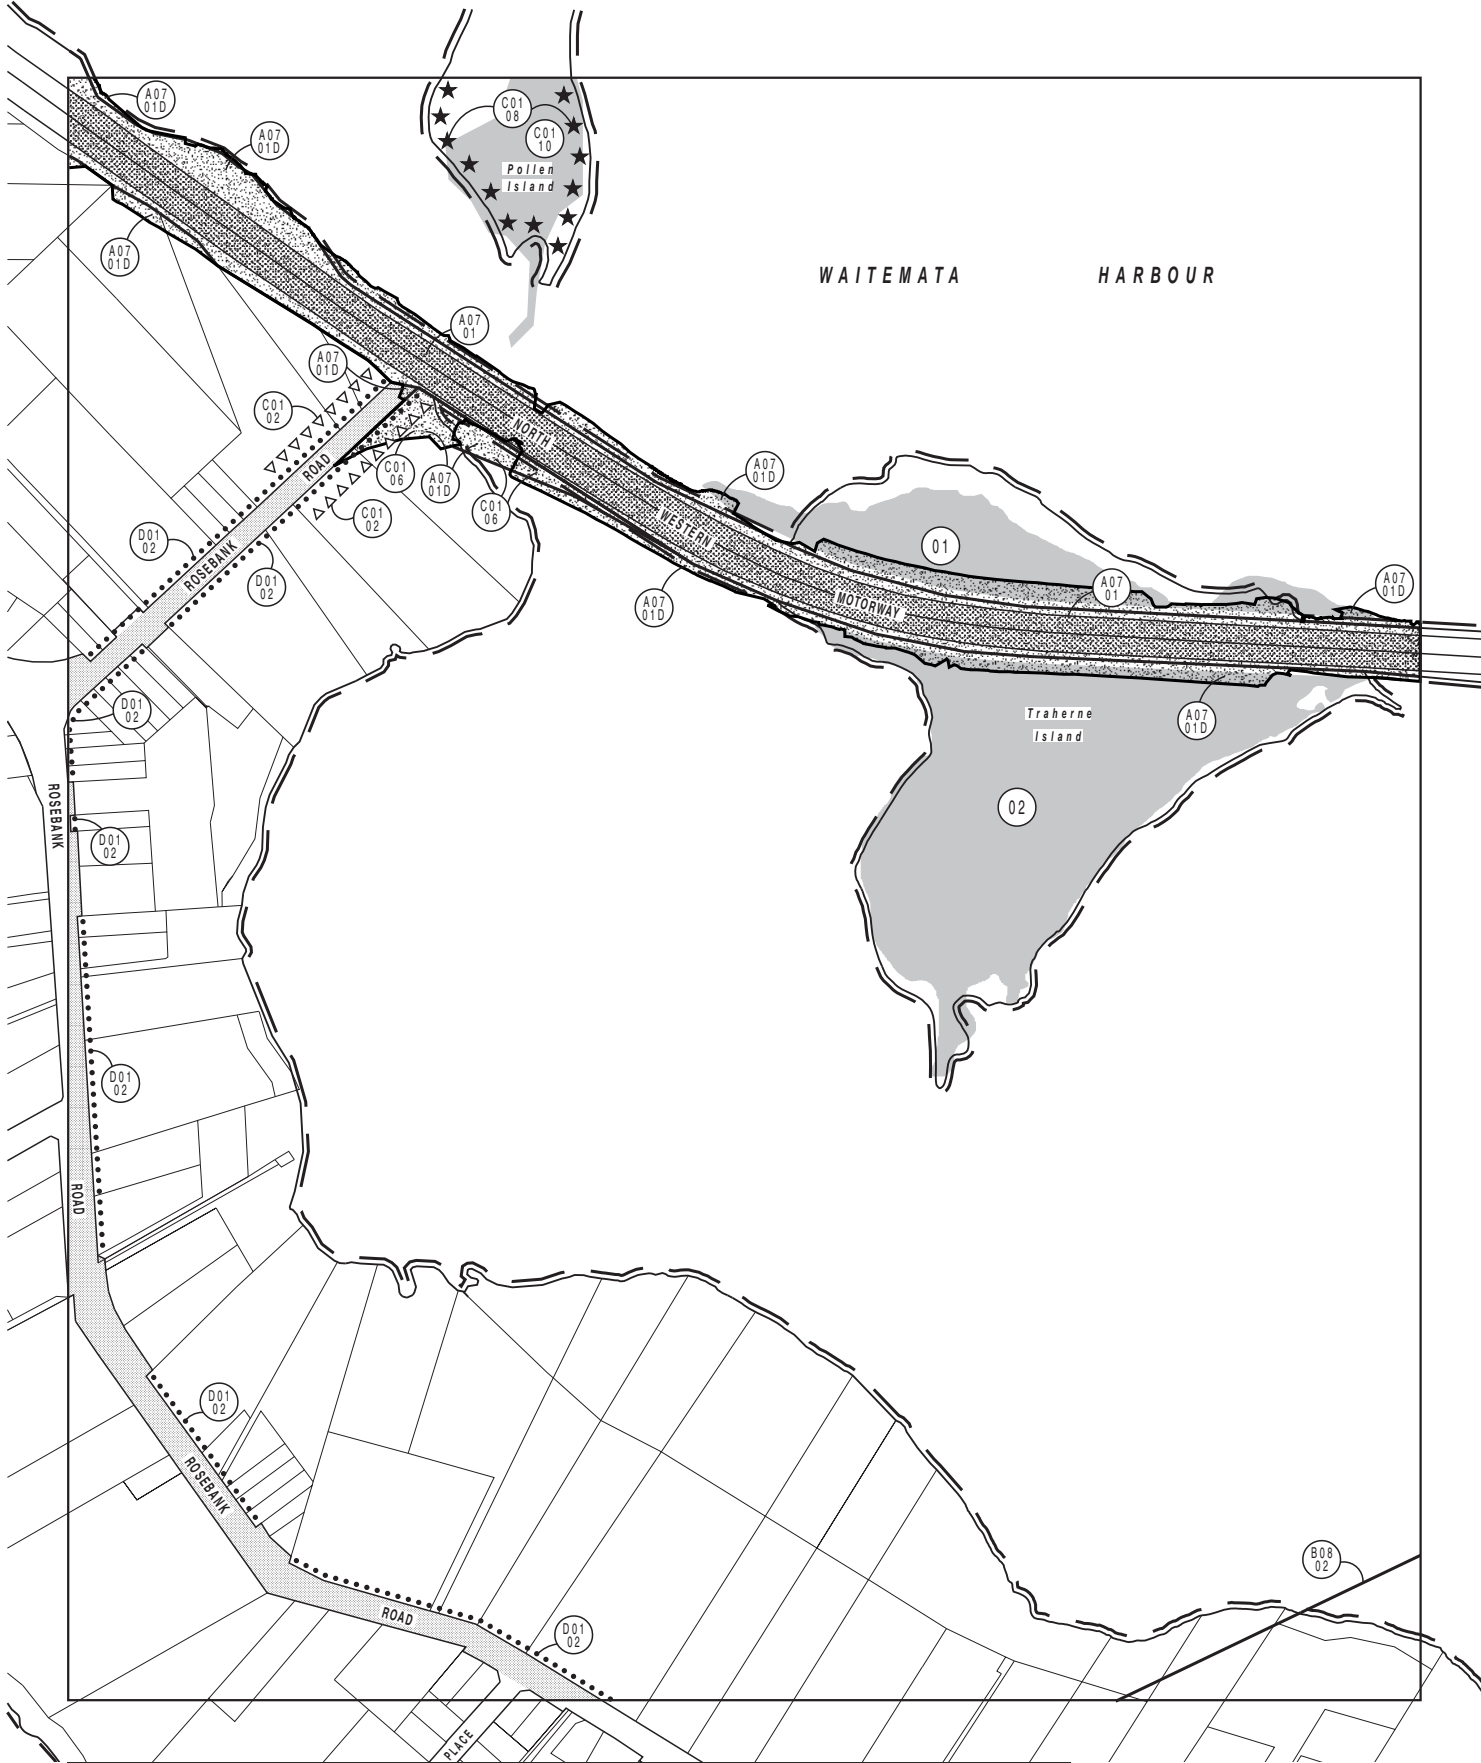 A07
01D
A07
01D
C01
08
C01
10
Pollen
Island
A07
01D
WAITEMATA HARBOUR
A07
01
A07
01D
C01
02
NORTH
ROAD
C01
06
A07
01D
C01
06
C01
02
A07
01D
WESTERN
D01
02
ROSEBANK
D01
02
01
A07
01
A07
01D
A07
01D
MOTORWAY
D01
02
Traherne
Island
A07
01D
ROSEBANK
D01
02
02
D01
02
ROAD
D01
02
ROSEBANK
B08
02
ROAD
D01
02
PLACE